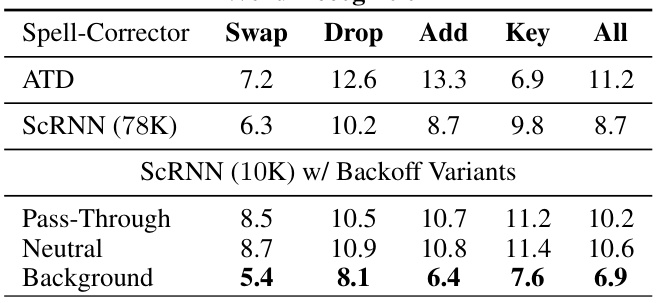 Spell-Corrector Swap Drop Add Key All
ATD 7.2 12.6 13.3 6.9 11.2
ScRNN (78K) 6.3 10.2 8.7 9.8 8.7
ScRNN (10K) w/ Backoff Variants
Pass-Through 8.5 10.5 10.7 11.2 10.2
Neutral 8.7 10.9 10.8 11.4 10.6
Background 5.4 8.1 6.4 7.6 6.9